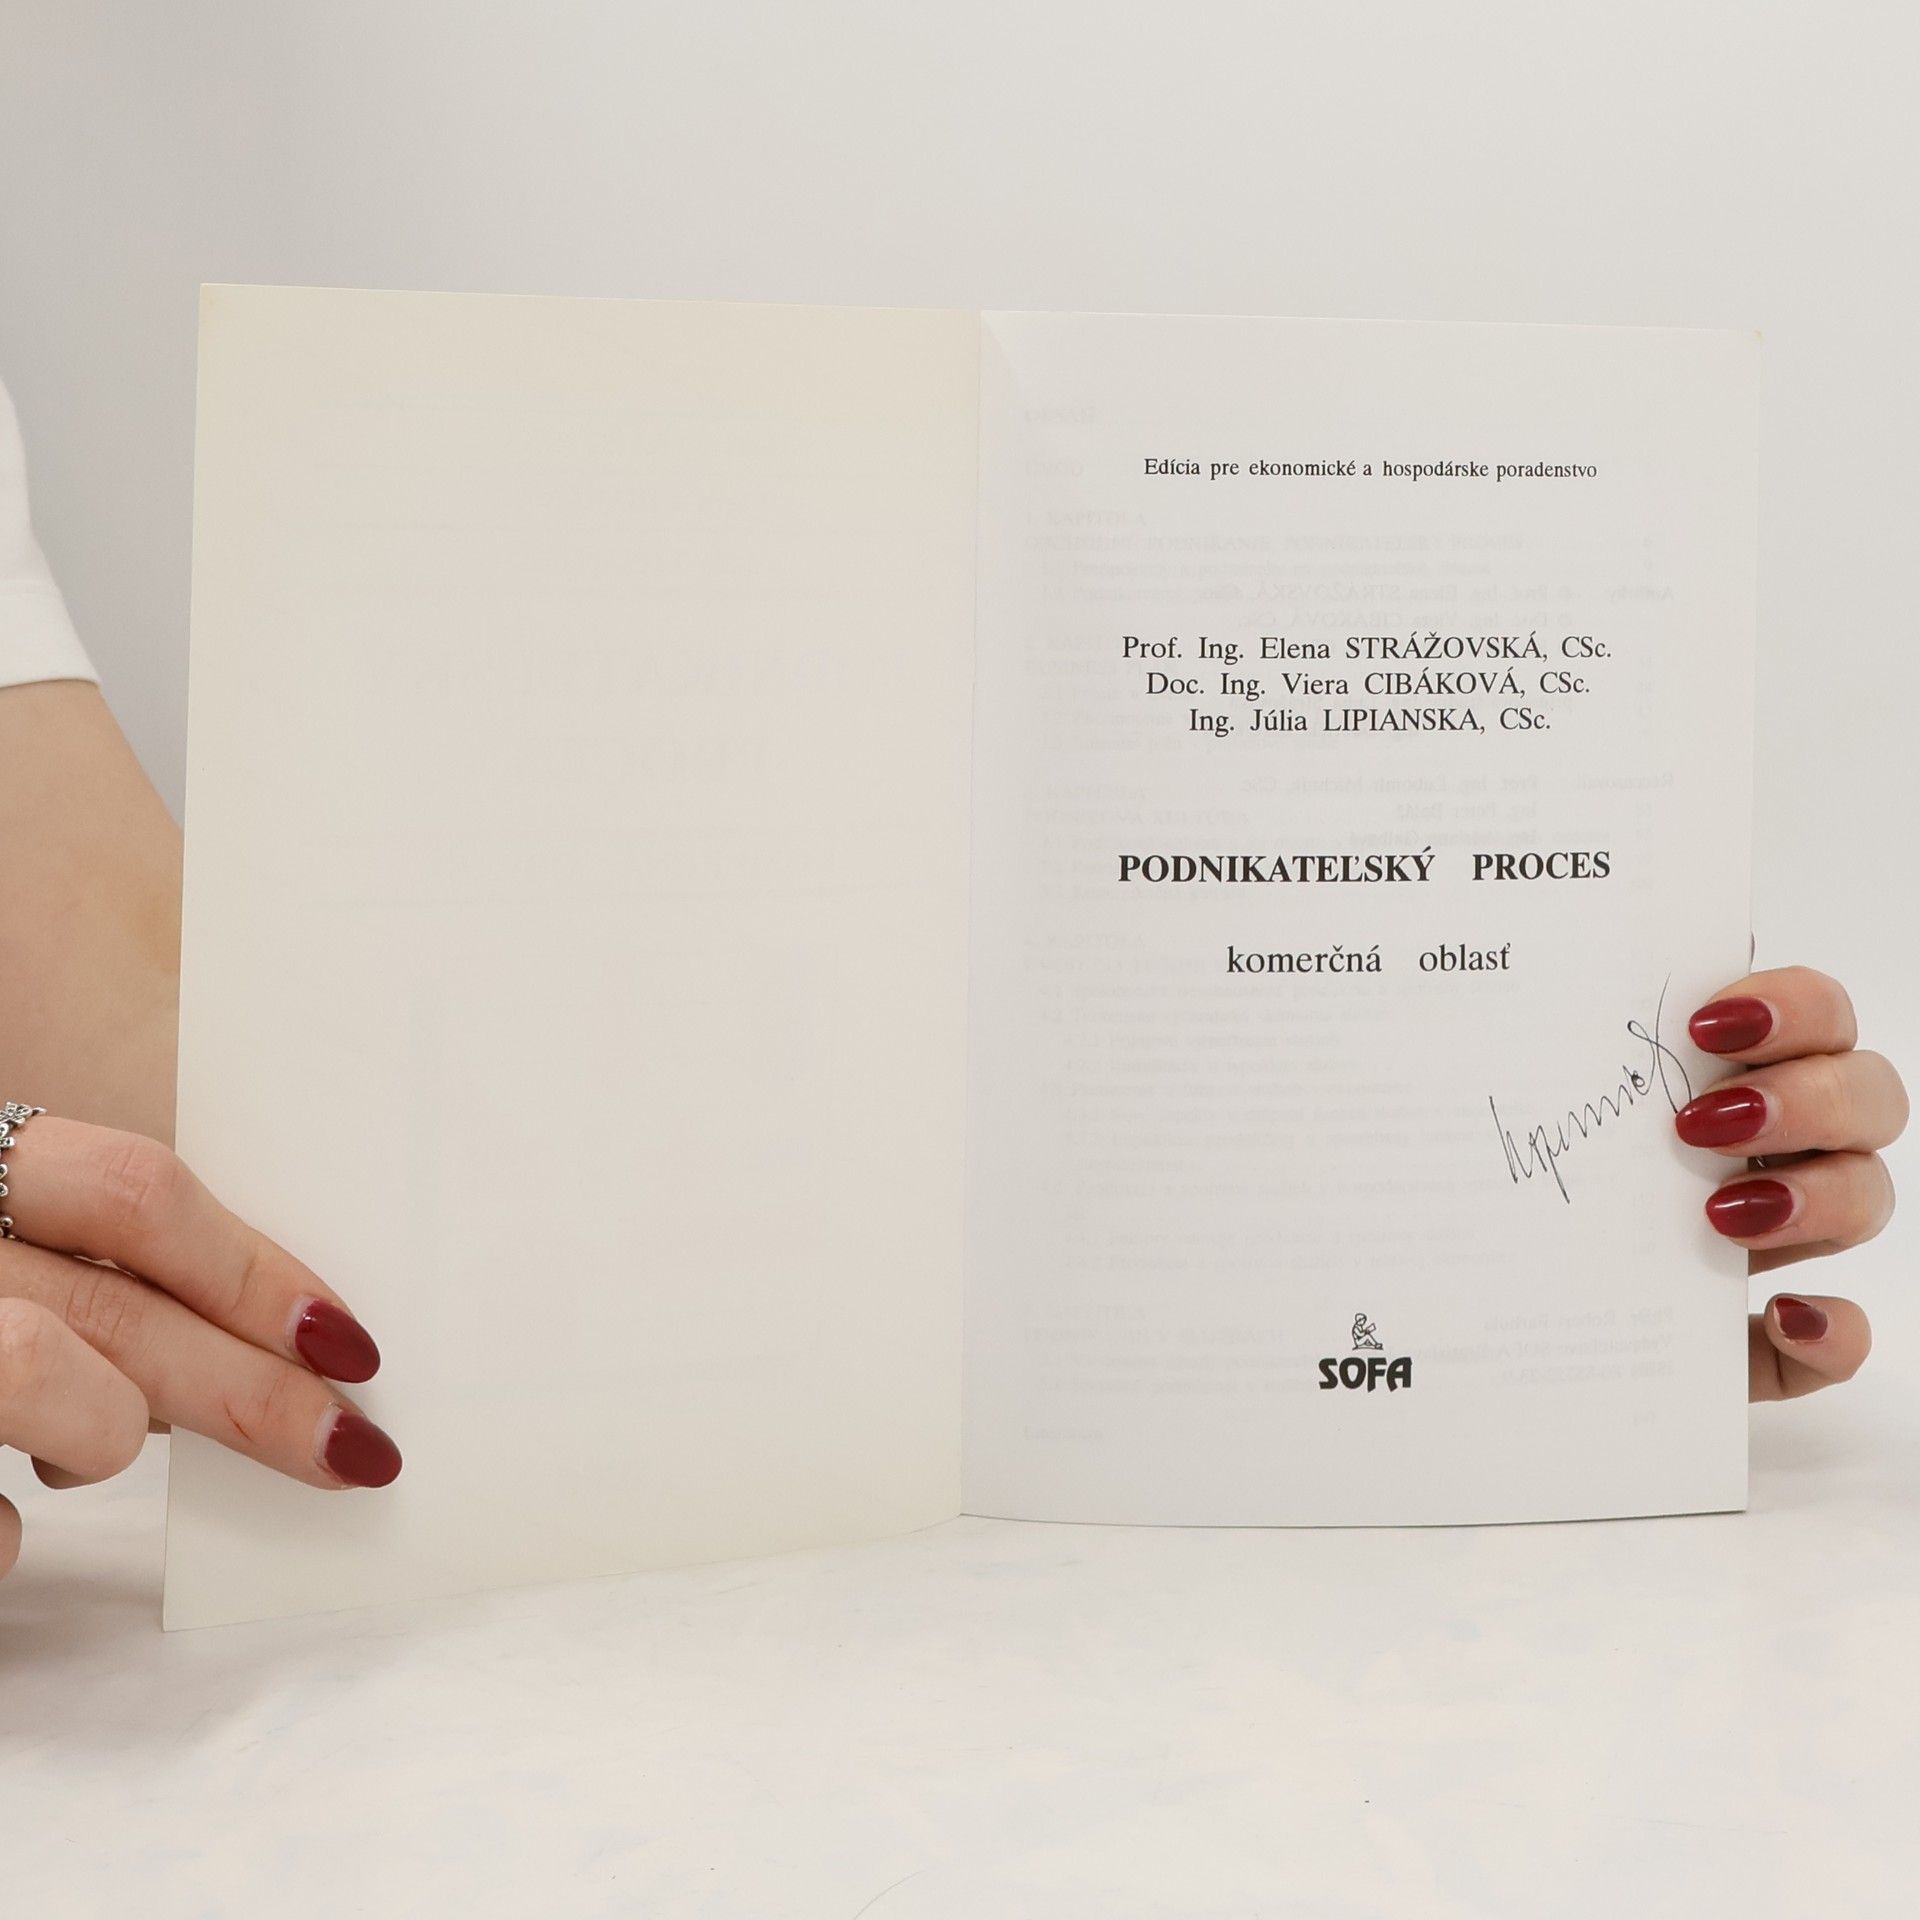 Edícia pre ekonomické a hospodárske poradenstvo
Prof. Ing. Elena STRÁŽOVSKÁ, CSc.
Doc. Ing. Viera CIBÁKOVÁ, CSc.
Ing. Júlia LIPIANSKA, CSc.
PODNIKATEĽSKÝ PROCES
komerčná oblasť
SOFA